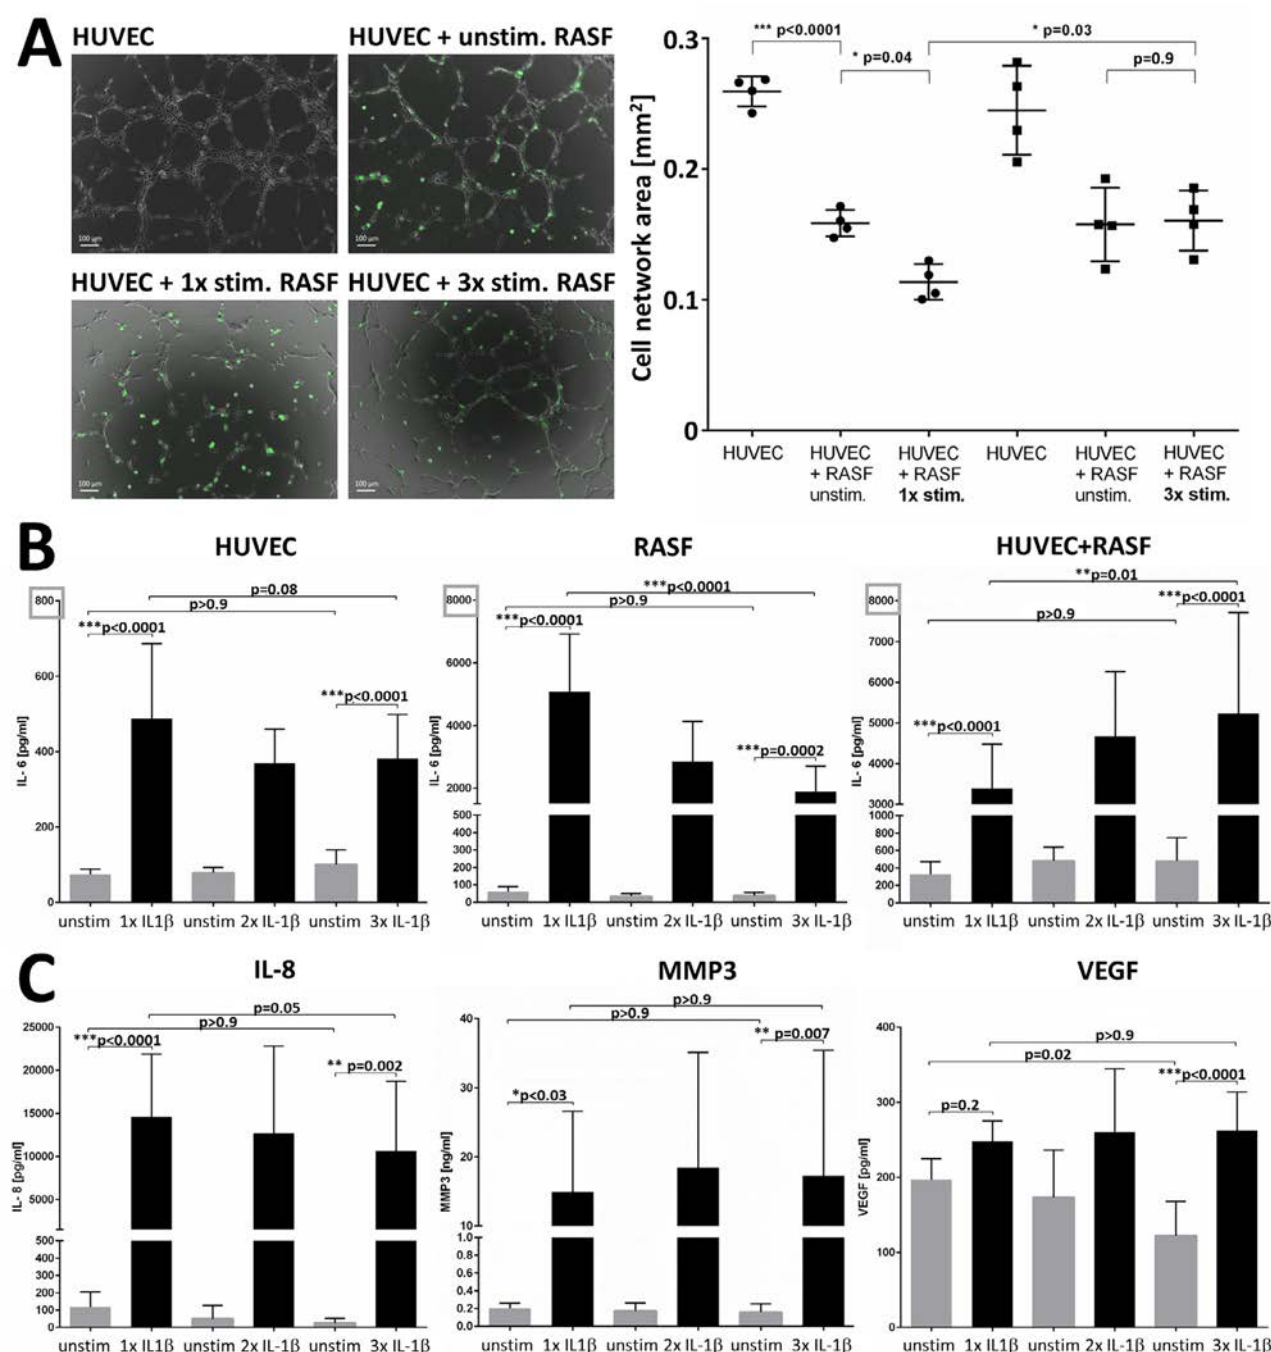 A
HUVEC
HUVEC + unstim. RASF
100 µm
100 µm
HUVEC + 1x stim. RASF
HUVEC + 3x stim. RASF
100 µm
100 µm
*** p<0.0001
* p=0.04
* p=0.03
p=0.9
Cell network area [mm²]
0.3
0.2
0.1
0
HUVEC
HUVEC
+ RASF
unstim.
HUVEC
+ RASF
1x stim.
HUVEC
HUVEC
+ RASF
unstim.
HUVEC
+ RASF
3x stim.
B
HUVEC
p=0.08
p>0.9
***p<0.0001
***p<0.0001
IL- 6 [pg/ml]
800
600
400
200
0
unstim 1x IL1β unstim 2x IL-1β unstim 3x IL-1β
RASF
***p<0.0001
p>0.9
***p<0.0001
***p=0.0002
IL- 6 [pg/ml]
8000
6000
4000
2000
500
400
300
200
100
0
unstim 1x IL1β unstim 2x IL-1β unstim 3x IL-1β
HUVEC+RASF
**p=0.01
***p<0.0001
p>0.9
***p<0.0001
IL- 6 [pg/ml]
8000
7000
6000
5000
4000
3000
1000
800
600
400
200
0
unstim 1x IL1β unstim 2x IL-1β unstim 3x IL-1β
C
IL-8
p=0.05
p>0.9
***p<0.0001
** p=0.002
IL- 8 [pg/ml]
25000
20000
15000
10000
5000
500
400
300
200
100
0
unstim 1x IL1β unstim 2x IL-1β unstim 3x IL-1β
MMP3
p>0.9
p>0.9
** p=0.007
*p<0.03
MMP3 [ng/ml]
40
30
20
10
1.0
0.8
0.6
0.4
0.2
0.0
unstim 1x IL1β unstim 2x IL-1β unstim 3x IL-1β
VEGF
p>0.9
p=0.02
***p<0.0001
p=0.2
VEGF [pg/ml]
400
300
200
100
0
unstim 1x IL1β unstim 2x IL-1β unstim 3x IL-1β